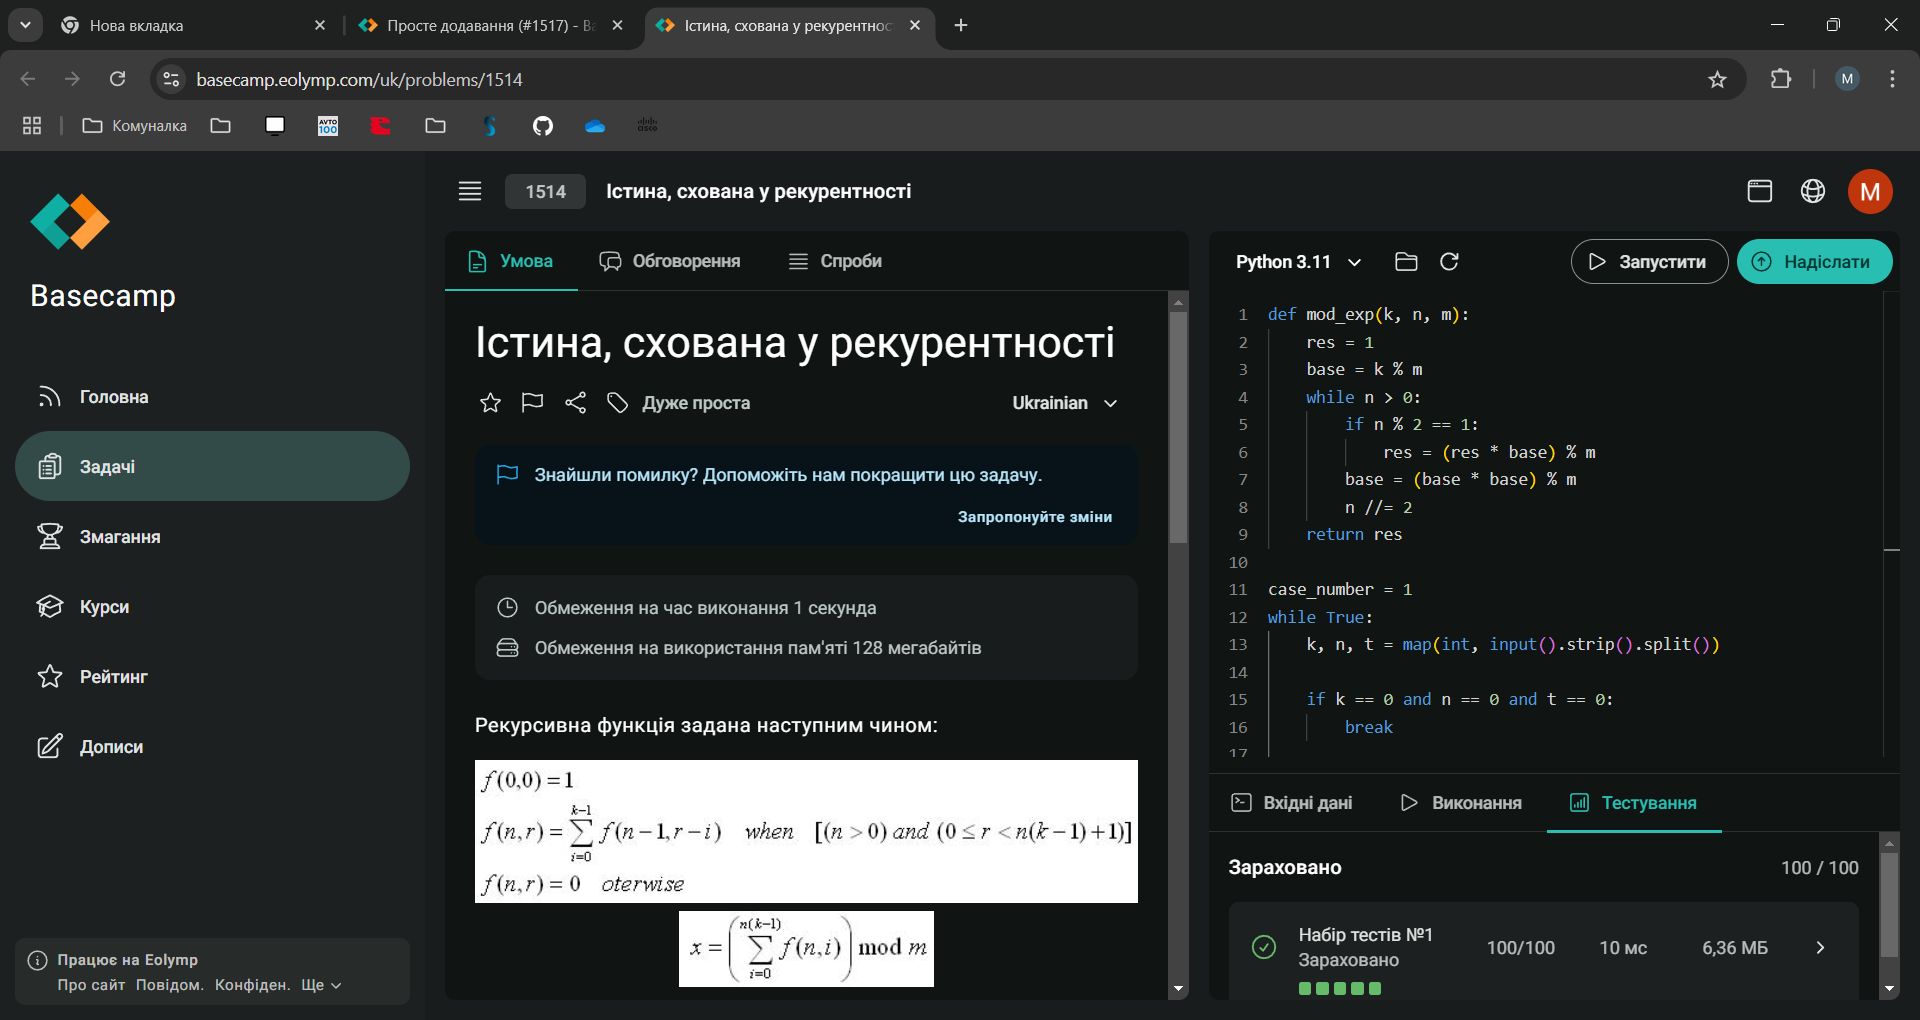 Нова вкладка
Просте додавання (#1517) - Ba
Істина, схована у рекурентнос
basecamp.eolymp.com/uk/problems/1514
M
Комуналка
AVTO 100
cisco
Basecamp
Головна
Задачі
Змагання
Курси
Рейтинг
Дописи
Працює на Eolymp
Про сайт Повідом. Конфіден. Ще
1514 Істина, схована у рекурентності
M
Умова Обговорення Спроби
Істина, схована у рекурентності
Дуже проста Ukrainian
Знайшли помилку? Допоможіть нам покращити цю задачу.
Запропонуйте зміни
Обмеження на час виконання 1 секунда
Обмеження на використання пам'яті 128 мегабайтів
Рекурсивна функція задана наступним чином:
f(0,0) = 1
f(n,r) = \sum_{i=0}^{k-1} f(n-1,r-i) when [(n > 0) and (0 ≤ r < n(k-1)+1)]
f(n,r) = 0 oterwise
x = \left( \sum_{i=0}^{n(k-1)} f(n,i) \right) mod m
Python 3.11 Запустити Надіслати
1 def mod_exp(k, n, m):
2 res = 1
3 base = k % m
4 while n > 0:
5 if n % 2 == 1:
6 res = (res * base) % m
7 base = (base * base) % m
8 n //= 2
9 return res
10
11 case_number = 1
12 while True:
13 k, n, t = map(int, input().strip().split())
14
15 if k == 0 and n == 0 and t == 0:
16 break
17
Вхідні дані Виконання Тестування
Зараховано 100 / 100
Набір тестів №1 100/100 10 мс 6,36 МБ
Зараховано